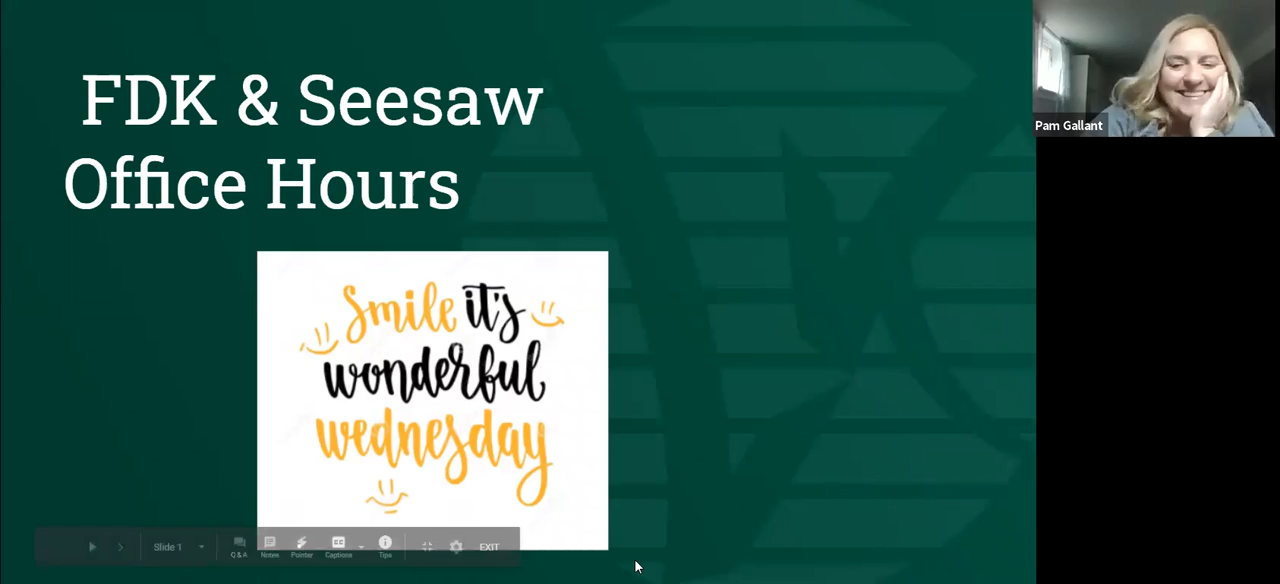 FDK & Seesaw
Office Hours
Pam Gallant
Smile it's
wonderful
wednesday
Slide 1
Q & A
Notes
Pointer
Captions
Tips
EXIT